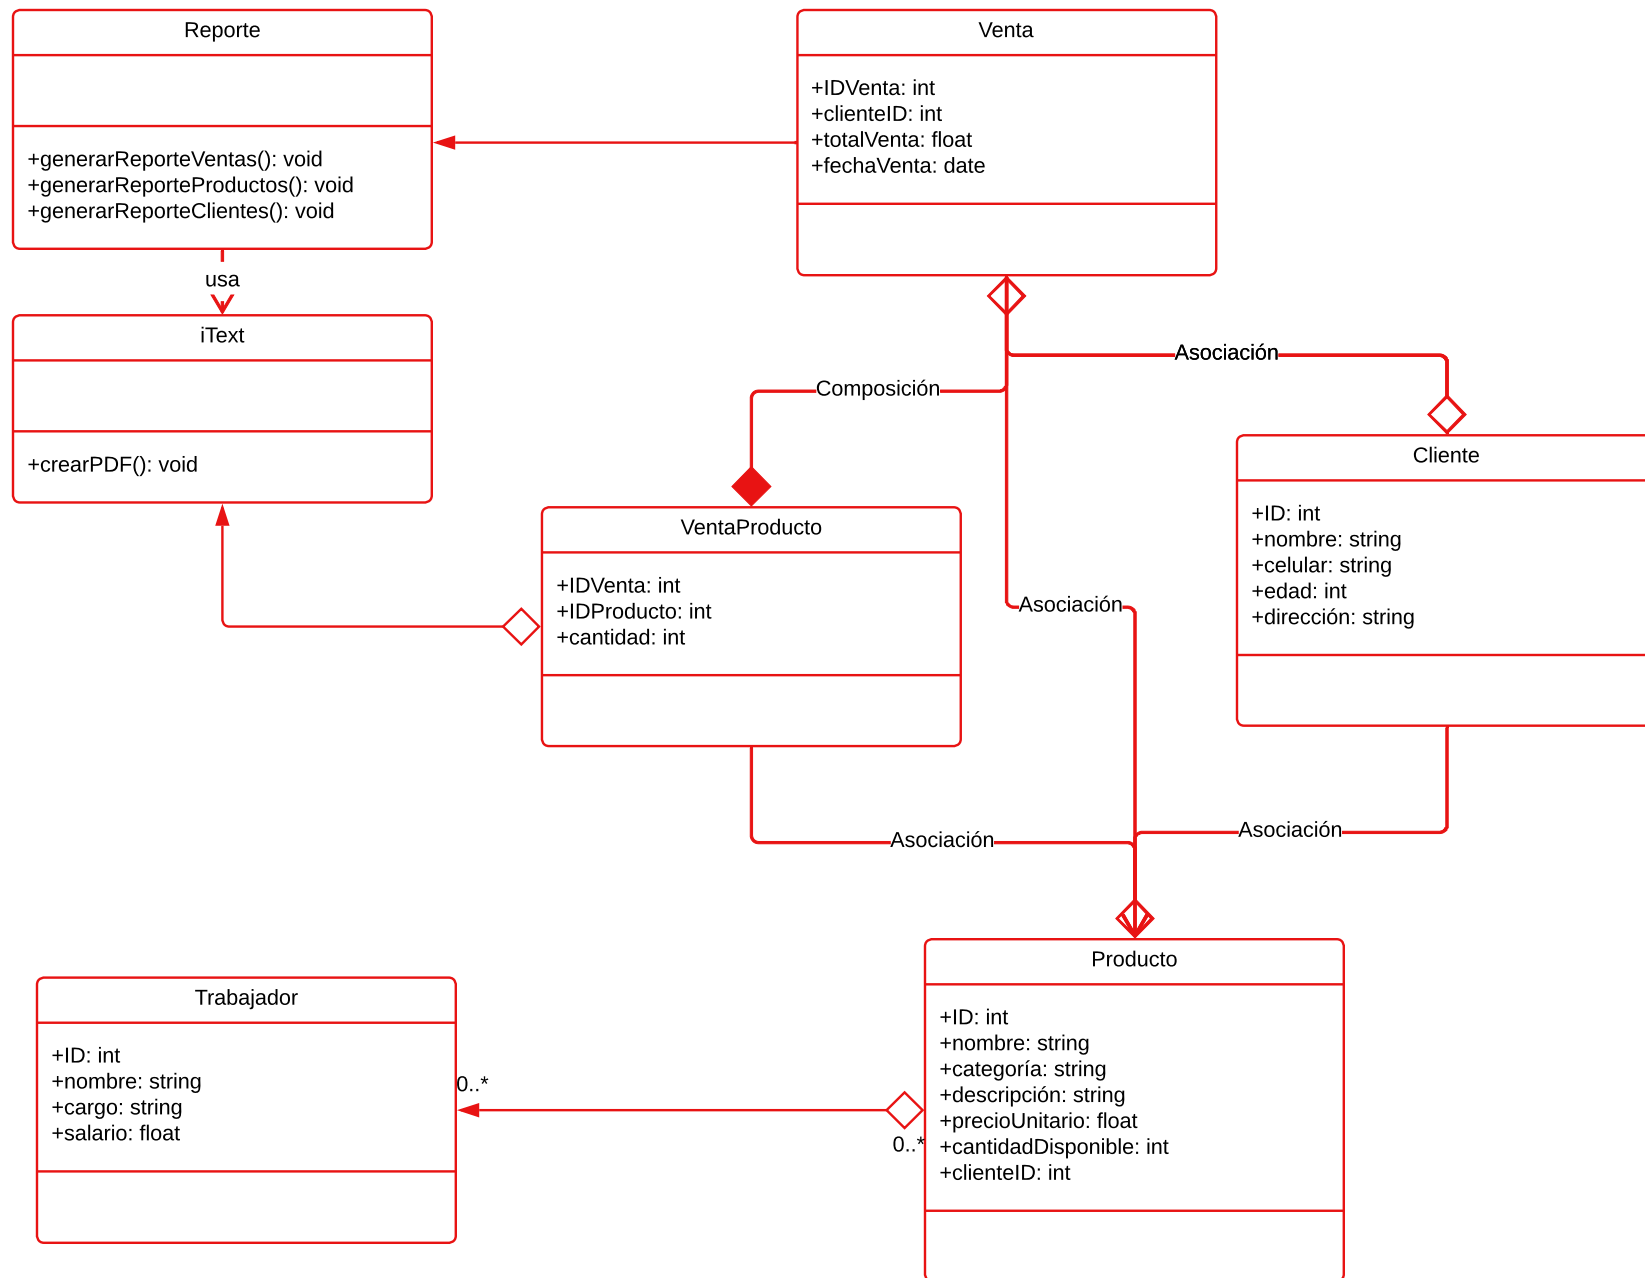 Reporte
+generarReporteVentas(): void
+generarReporteProductos(): void
+generarReporteClientes(): void
usa
iText
+crearPDF(): void
Venta
+IDVenta: int
+clienteID: int
+totalVenta: float
+fechaVenta: date
Asociación
Composición
Cliente
+ID: int
+nombre: string
+celular: string
+edad: int
+dirección: string
VentaProducto
+IDVenta: int
+IDProducto: int
+cantidad: int
Asociación
Asociación
Asociación
Trabajador
+ID: int
+nombre: string
+cargo: string
+salario: float
0..*
0..*
Producto
+ID: int
+nombre: string
+categoría: string
+descripción: string
+precioUnitario: float
+cantidadDisponible: int
+clienteID: int